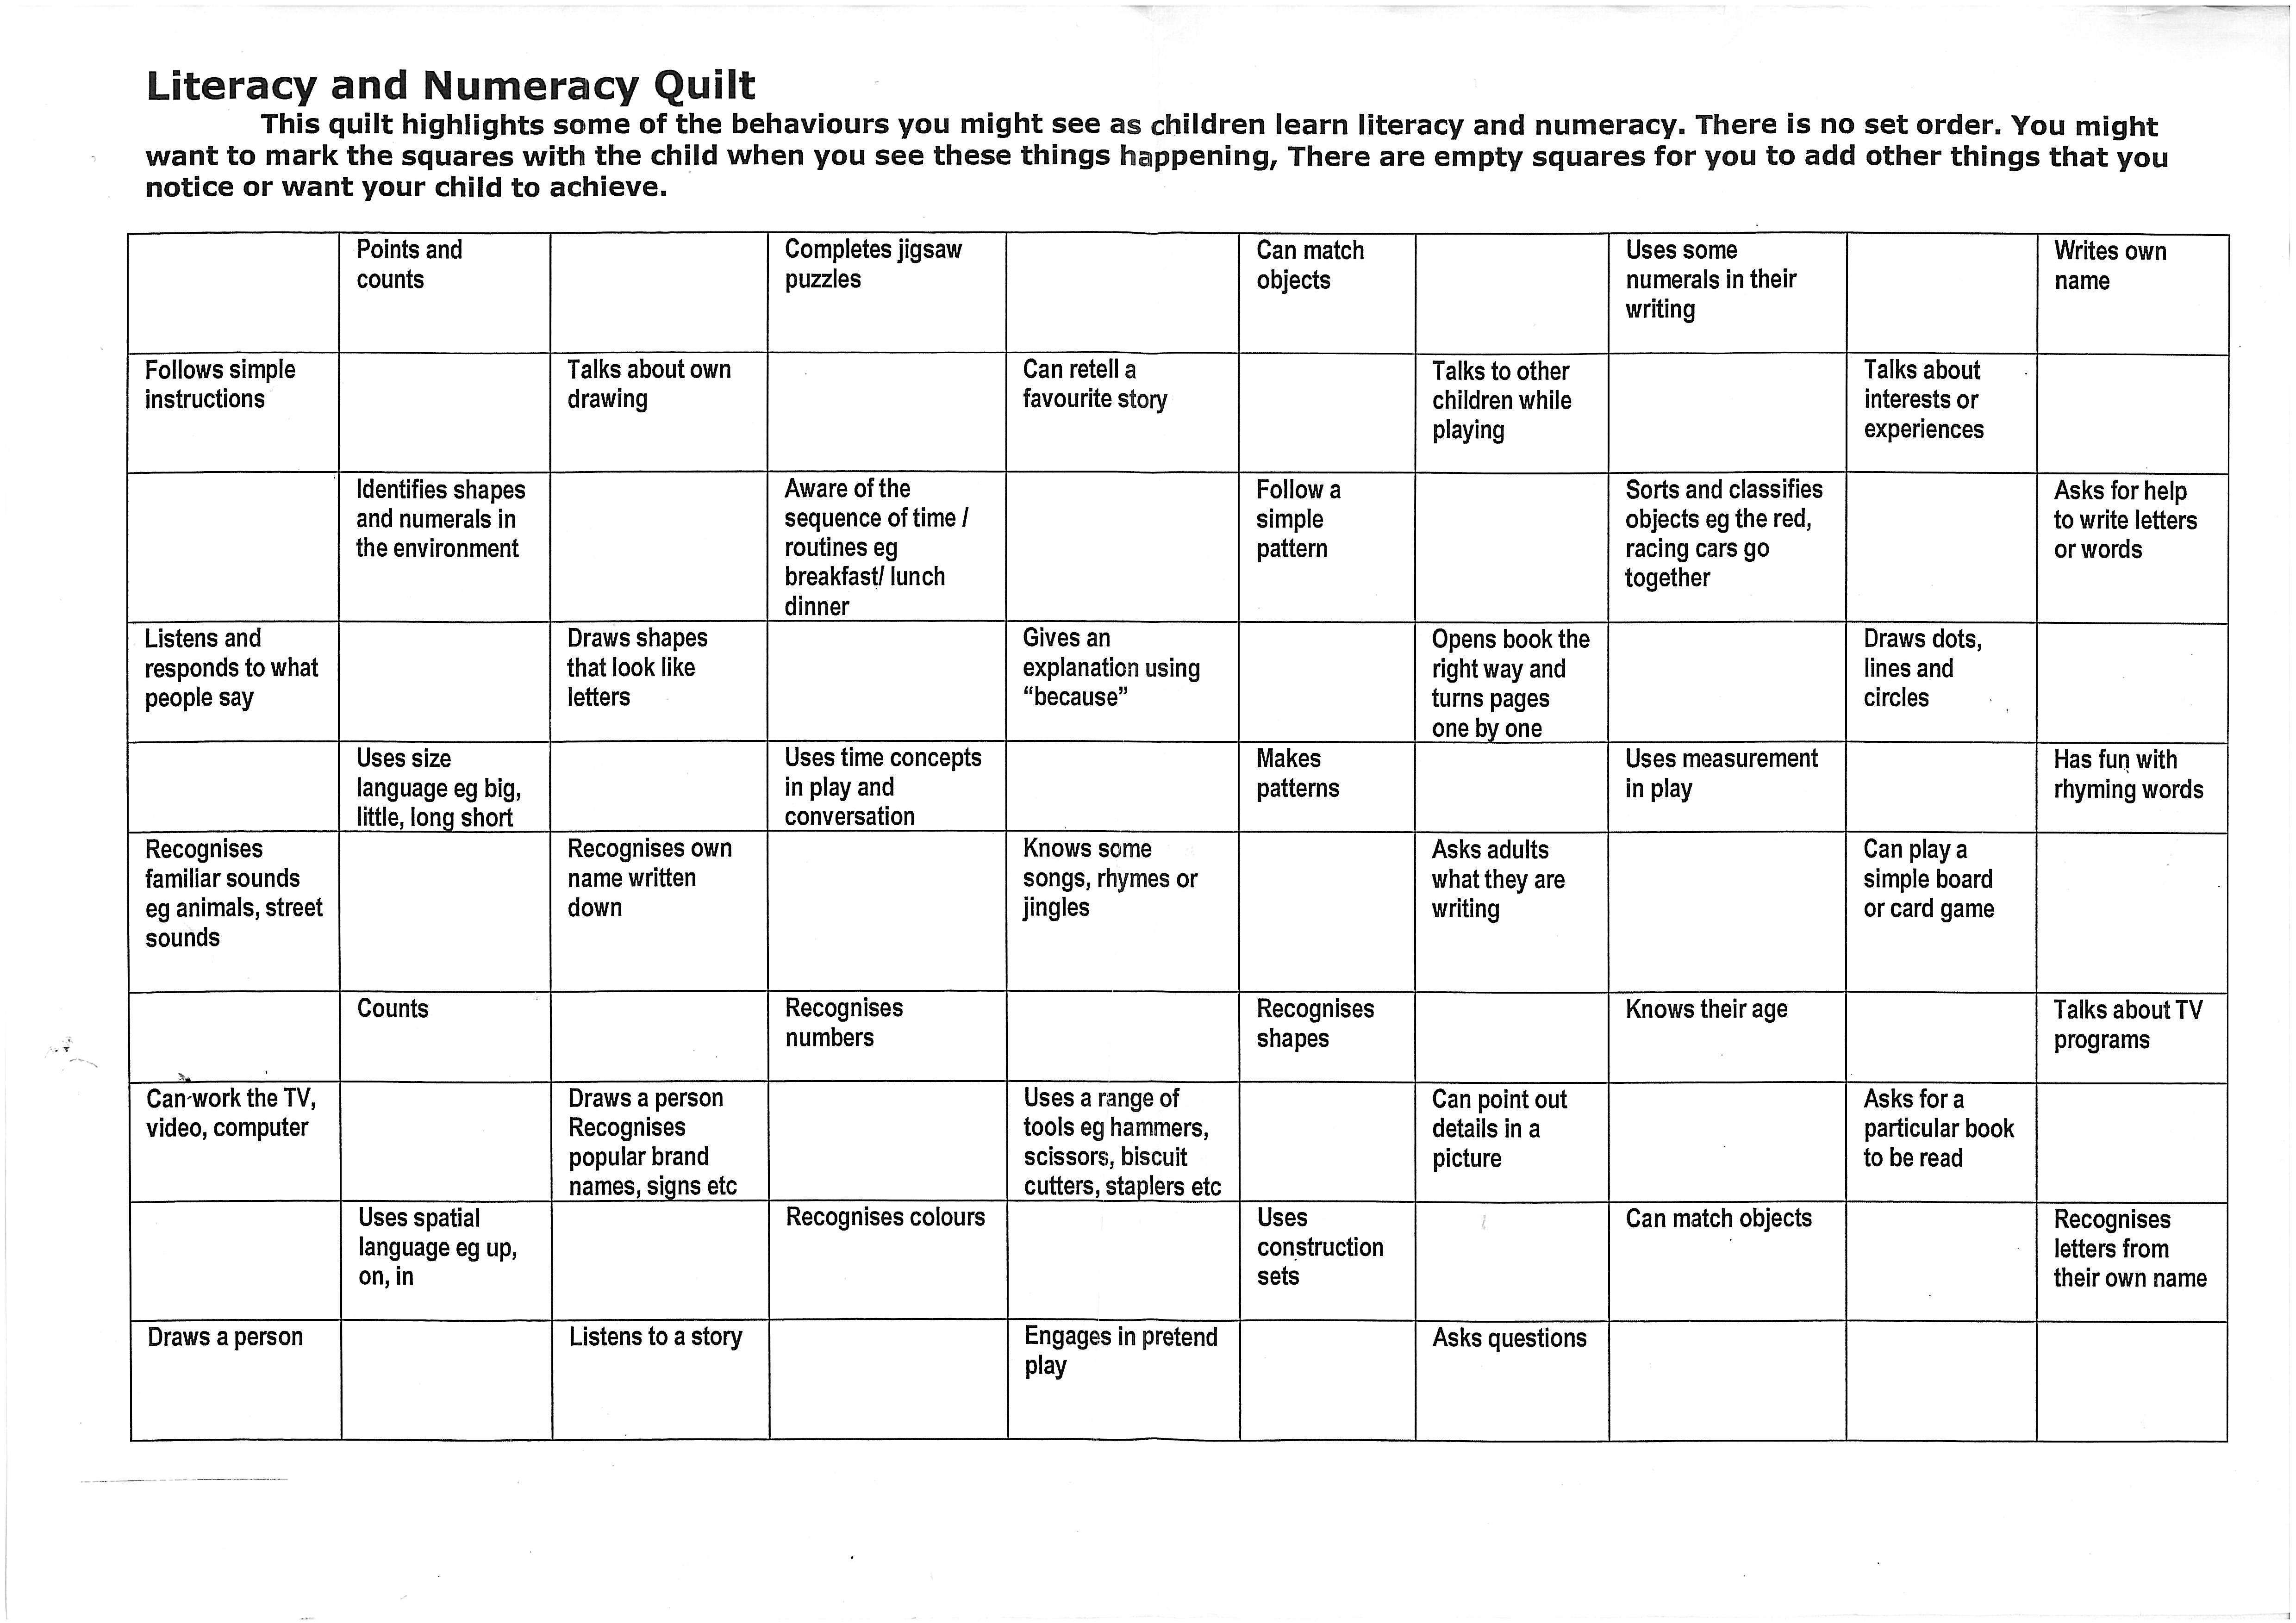 Literacy and Numeracy Quilt
This quilt highlights some of the behaviours you might see as children learn literacy and numeracy. There is no set order. You might
want to mark the squares with the child when you see these things happening, There are empty squares for you to add other things that you
notice or want your child to achieve.
Points and
counts
Completes jigsaw
puzzles
Can match
objects
Uses some
numerals in their
writing
Writes own
name
Follows simple
instructions
Talks about own
drawing
Can retell a
favourite story
Talks to other
children while
playing
Talks about
interests or
experiences
Identifies shapes
and numerals in
the environment
Aware of the
sequence of time /
routines eg
breakfast/ lunch
dinner
Follow a
simple
pattern
Sorts and classifies
objects eg the red,
racing cars go
together
Asks for help
to write letters
or words
Listens and
responds to what
people say
Draws shapes
that look like
letters
Gives an
explanation using
“because”
Opens book the
right way and
turns pages
one by one
Draws dots,
lines and
circles
Uses size
language eg big,
little, long short
Uses time concepts
in play and
conversation
Makes
patterns
Uses measurement
in play
Has fun with
rhyming words
Recognises
familiar sounds
eg animals, street
sounds
Recognises own
name written
down
Knows some
songs, rhymes or
jingles
Asks adults
what they are
writing
Can play a
simple board
or card game
Counts
Recognises
numbers
Recognises
shapes
Knows their age
Talks about TV
programs
Can work the TV,
video, computer
Draws a person
Recognises
popular brand
names, signs etc
Uses a range of
tools eg hammers,
scissors, biscuit
cutters, staplers etc
Can point out
details in a
picture
Asks for a
particular book
to be read
Uses spatial
language eg up,
on, in
Recognises colours
Uses
construction
sets
Can match objects
Recognises
letters from
their own name
Draws a person
Listens to a story
Engages in pretend
play
Asks questions